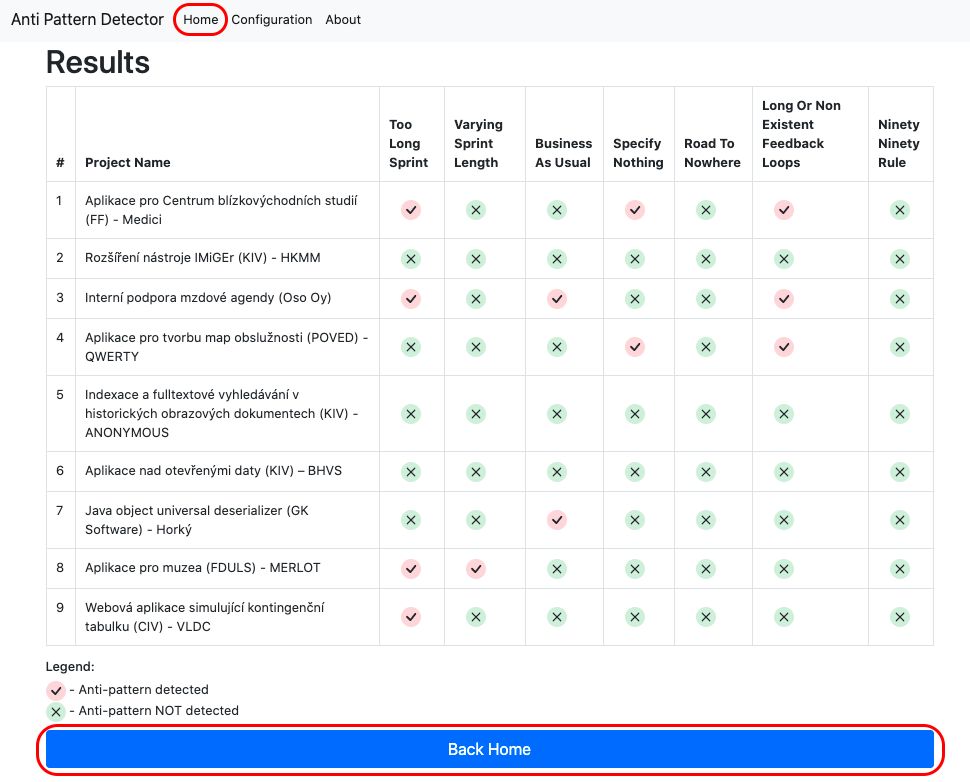 Anti Pattern Detector Home Configuration About
Results
# Project Name Too Long Sprint Varying Sprint Length Business As Usual Specify Nothing Road To Nowhere Long Or Non Existent Feedback Loops Ninety Ninety Rule
1 Aplikace pro Centrum blízkovýchodních studií
(FF) - Medici
2 Rozšíření nástroje IMiGEr (KIV) - HKMM
3 Interní podpora mzdové agendy (Oso Oy)
4 Aplikace pro tvorbu map obslužnosti (POVED) -
QWERTY
5 Indexace a fulltextové vyhledávání v
historických obrazových dokumentech (KIV) -
ANONYMOUS
6 Aplikace nad otevřenými daty (KIV) – BHVS
7 Java object universal deserializer (GK
Software) - Horký
8 Aplikace pro muzea (FDULS) - MERLOT
9 Webová aplikace simulující kontingenční
tabulku (CIV) - VLDC
Legend:
- Anti-pattern detected
- Anti-pattern NOT detected
Back Home